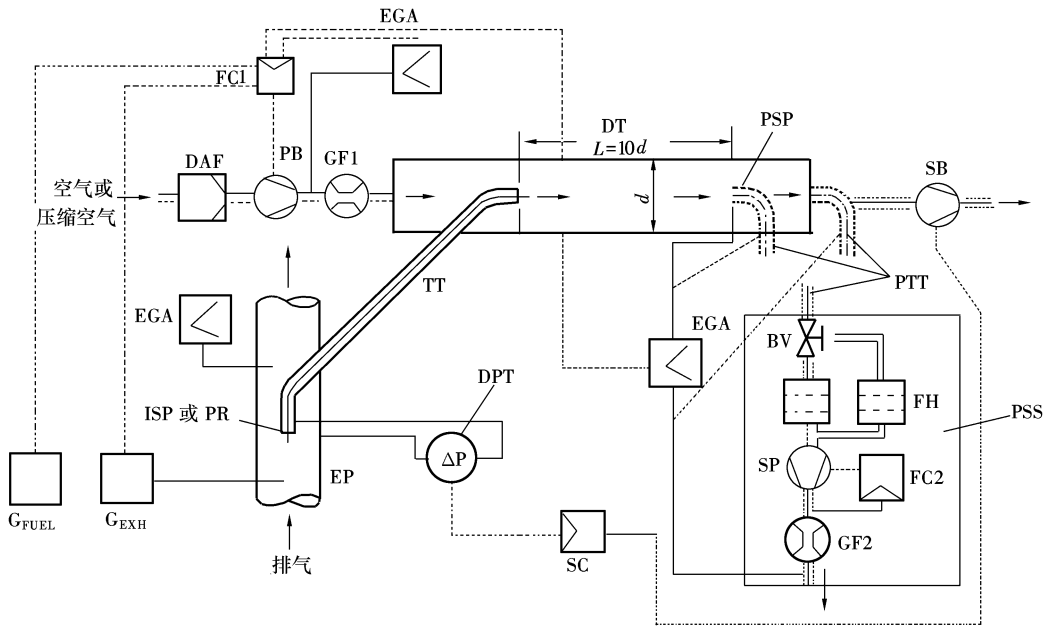 EGA
FC1
DT
L=10d
PSP
DAF
PB
GF1
SB
空气或
压缩空气
d
TT
PTT
EGA
EGA
BV
DPT
FH
ISP 或 PR
PSS
ΔP
SP
FC2
EP
G_FUEL
G_EXH
GF2
SC
排气